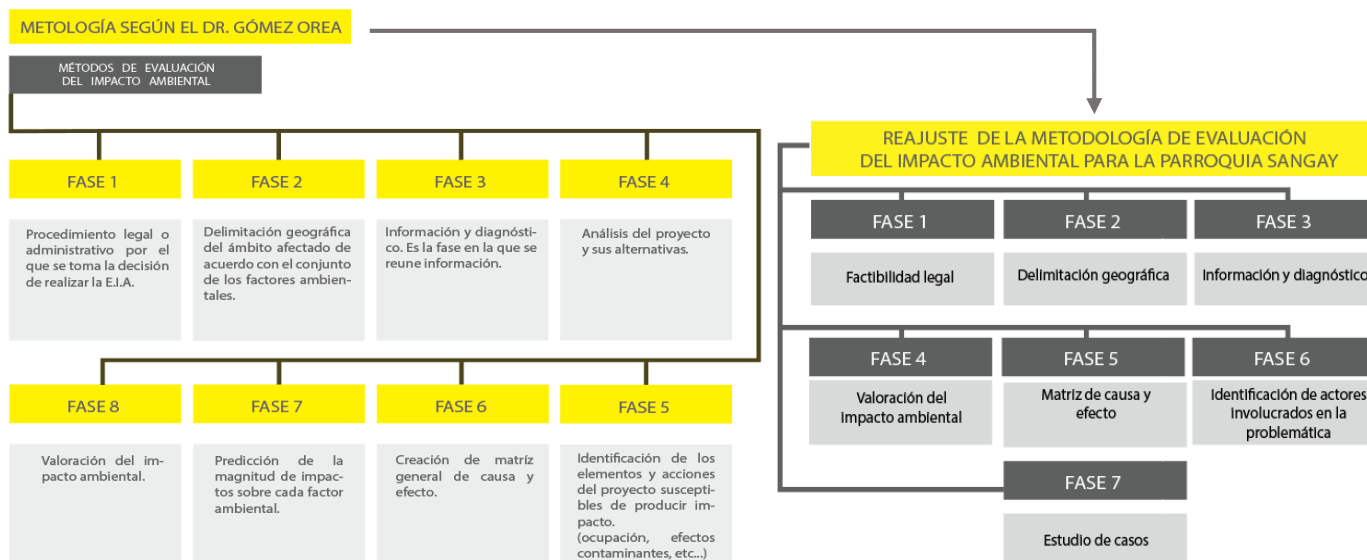 METOLOGÍA SEGÚN EL DR. GÓMEZ OREA
MÉTODOS DE EVALUACIÓN
DEL IMPACTO AMBIENTAL
FASE 1
Procedimiento legal o
administrativo por el
que se toma la decisión
de realizar la E.I.A.
FASE 2
Delimitación geográfica
del ámbito afectado de
acuerdo con el conjunto
de los factores ambien-
tales.
FASE 3
Información y diagnósti-
co. Es la fase en la que se
reune información.
FASE 4
Análisis del proyecto
y sus alternativas.
FASE 8
Valoración del im-
pacto ambiental.
FASE 7
Predicción de la
magnitud de impac-
tos sobre cada factor
ambiental.
FASE 6
Creación de matríz
general de causa y
efecto.
FASE 5
Identificación de los
elementos y acciones
del proyecto suscepti-
bles de producir im-
pacto.
(ocupación, efectos
contaminantes, etc...)
REAJUSTE DE LA METODOLOGÍA DE EVALUACIÓN
DEL IMPACTO AMBIENTAL PARA LA PARROQUIA SANGAY
FASE 1
Factibilidad legal
FASE 2
Delimitación geográfica
FASE 3
Información y diagnóstico
FASE 4
Valoración del
impacto ambiental
FASE 5
Matriz de causa y
efecto
FASE 6
Identificación de actores
involucrados en la
problemática
FASE 7
Estudio de casos